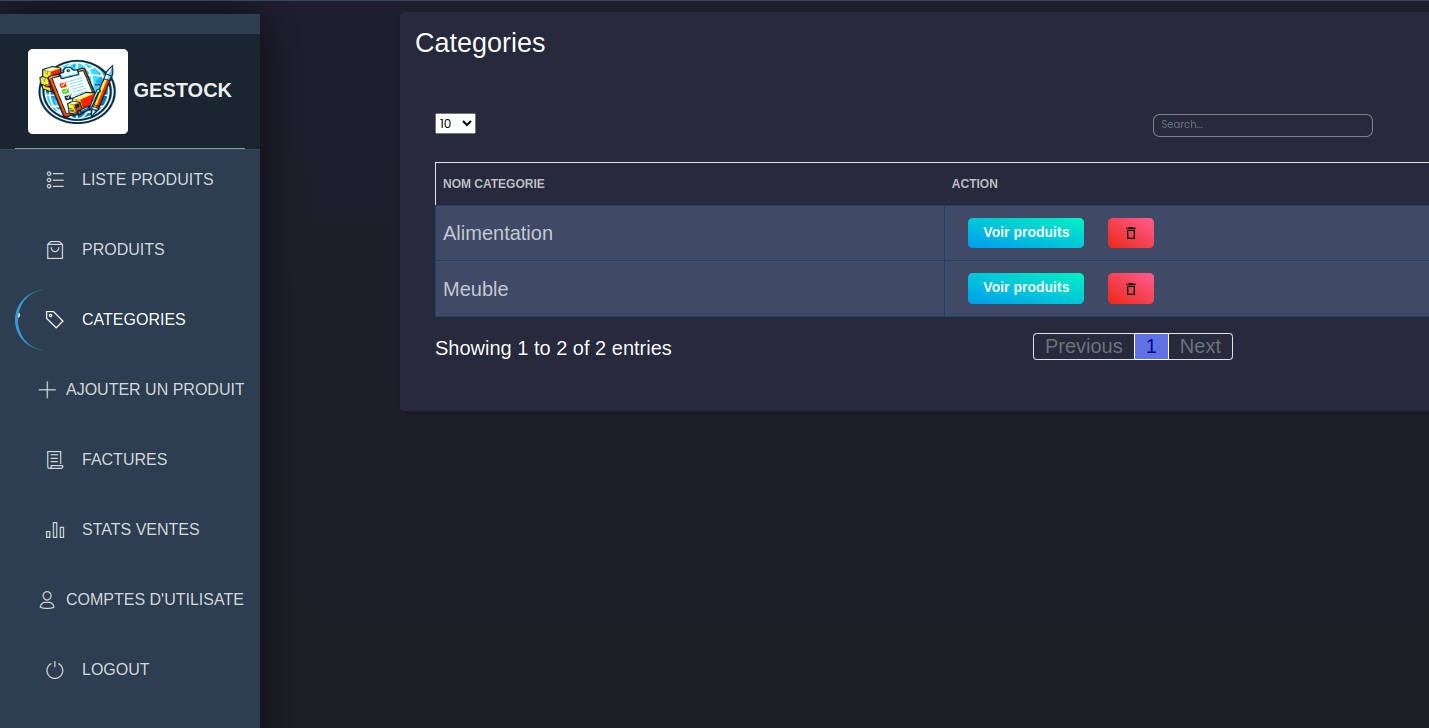 GESTOCK
LISTE PRODUITS
PRODUITS
CATEGORIES
AJOUTER UN PRODUIT
FACTURES
STATS VENTES
COMPTES D'UTILISATE
LOGOUT
Categories
10
Search...
NOM CATEGORIE ACTION
Alimentation Voir produits
Meuble Voir produits
Showing 1 to 2 of 2 entries Previous 1 Next